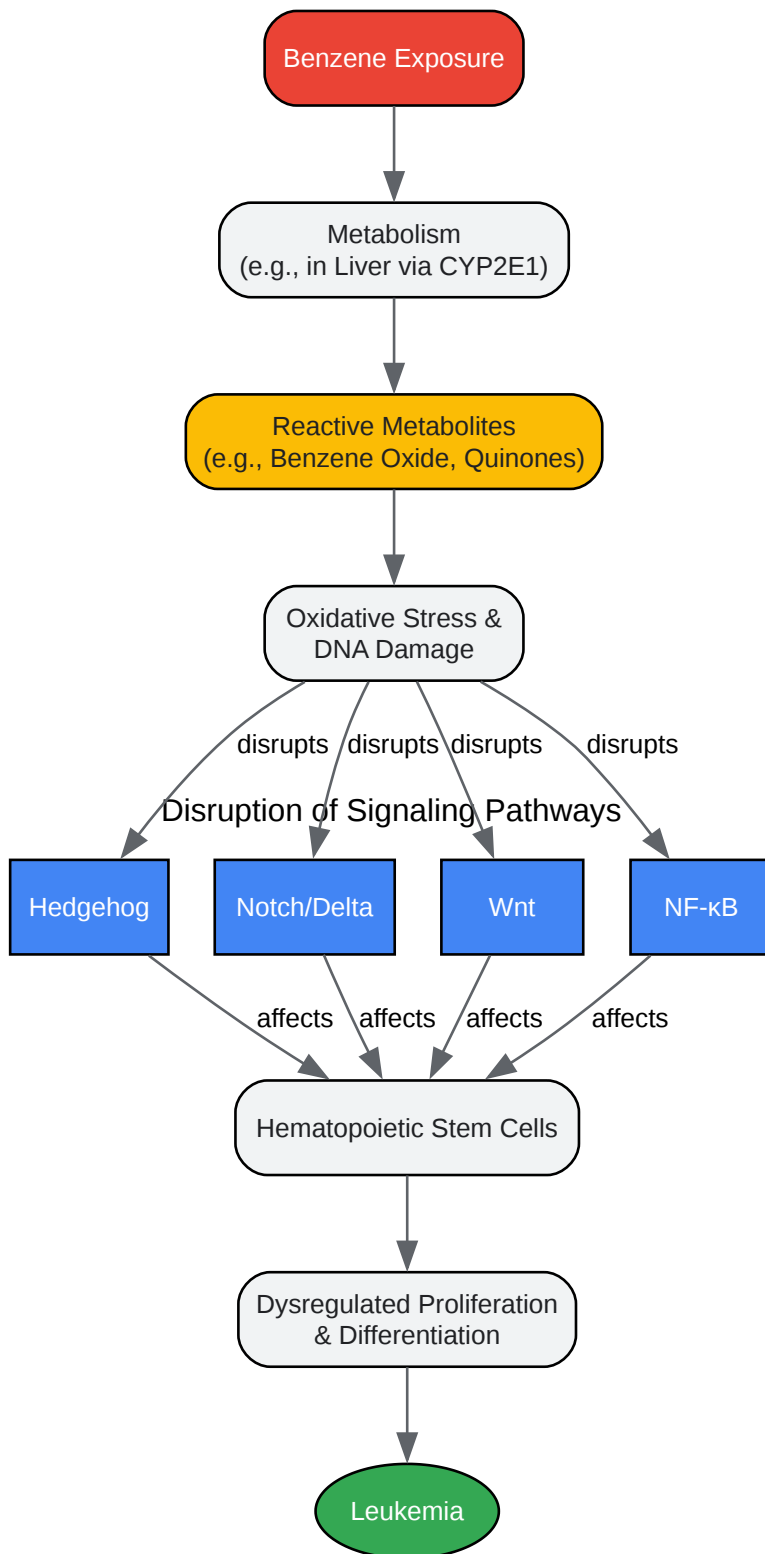 Benzene Exposure
Metabolism
(e.g., in Liver via CYP2E1)
Reactive Metabolites
(e.g., Benzene Oxide, Quinones)
Oxidative Stress &
DNA Damage
disrupts
disrupts
disrupts
disrupts
Disruption of Signaling Pathways
Hedgehog
Notch/Delta
Wnt
NF-κB
affects
affects
affects
affects
Hematopoietic Stem Cells
Dysregulated Proliferation
& Differentiation
Leukemia